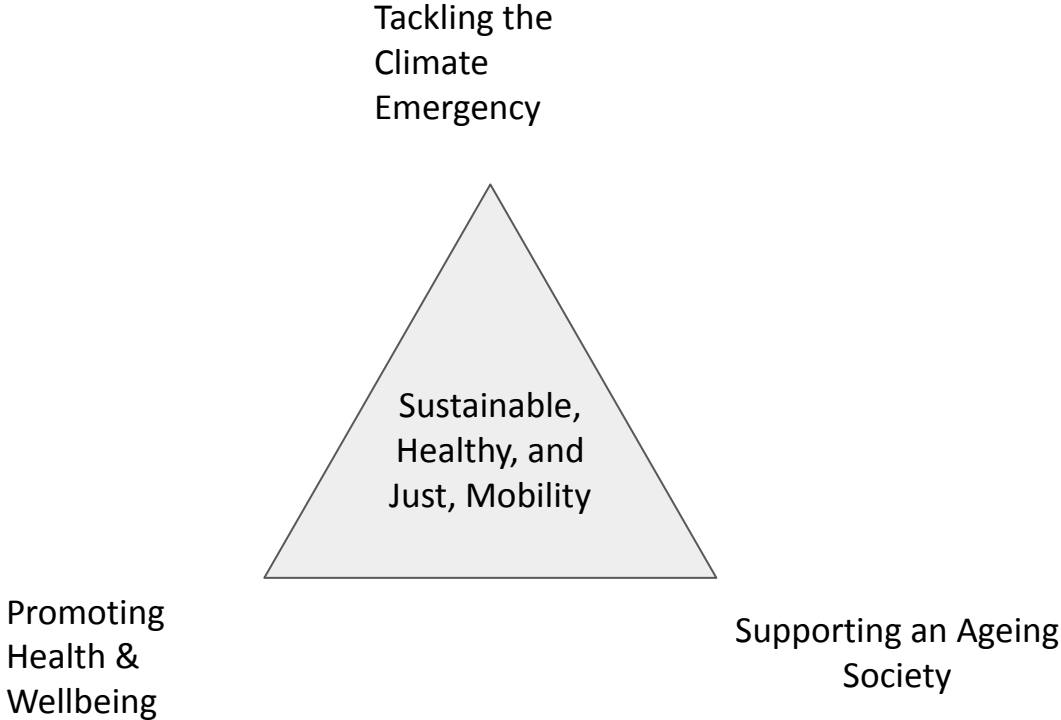 Tackling the
Climate
Emergency
Sustainable,
Healthy, and
Just, Mobility
Promoting
Health &
Wellbeing
Supporting an Ageing
Society